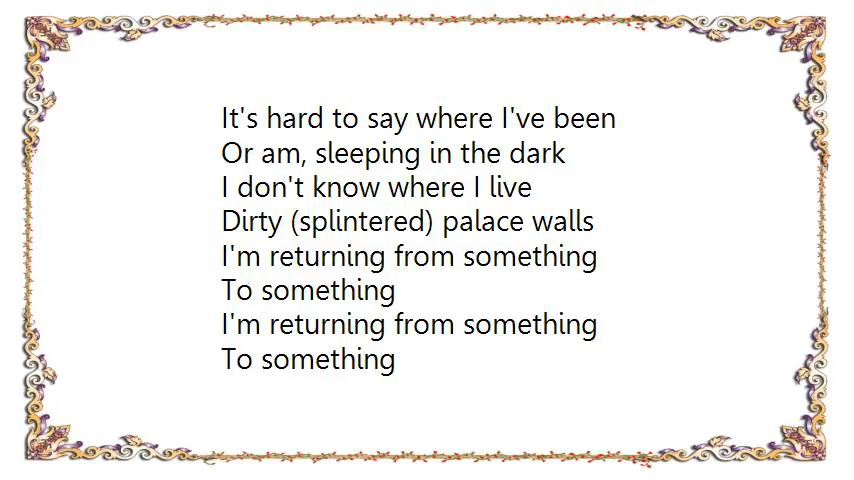 It's hard to say where I've been
Or am, sleeping in the dark
I don't know where I live
Dirty (splintered) palace walls
I'm returning from something
To something
I'm returning from something
To something